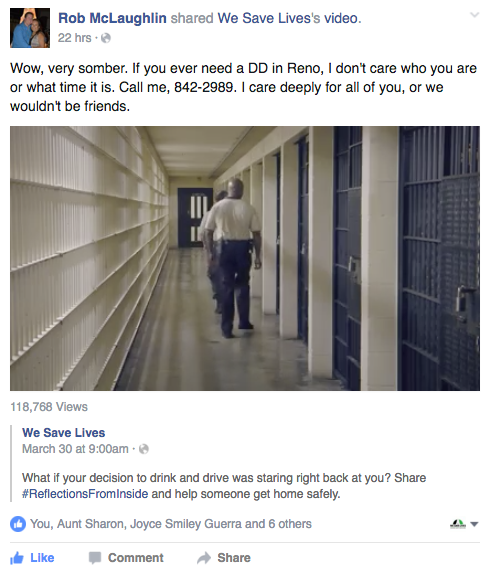 Rob McLaughlin shared We Save Lives's video.
22 hrs ·
Wow, very somber. If you ever need a DD in Reno, I don't care who you are
or what time it is. Call me, 842-2989. I care deeply for all of you, or we
wouldn't be friends.
118,768 Views
We Save Lives
March 30 at 9:00am ·
What if your decision to drink and drive was staring right back at you? Share
#ReflectionsFromInside and help someone get home safely.
You, Aunt Sharon, Joyce Smiley Guerra and 6 others
Like Comment Share